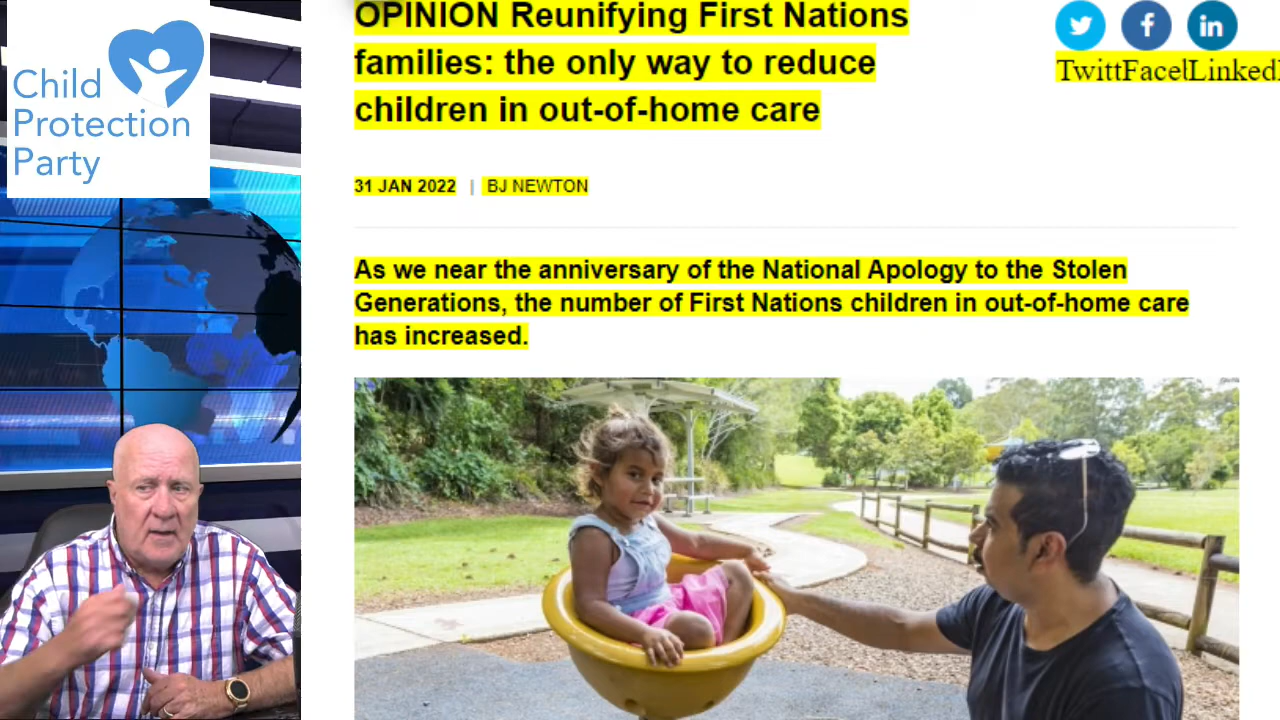 Child
Protection
Party
OPINION Reunifying First Nations
families: the only way to reduce
children in out-of-home care
TwittFacebLinkedI
31 JAN 2022 | BJ NEWTON
As we near the anniversary of the National Apology to the Stolen
Generations, the number of First Nations children in out-of-home care
has increased.